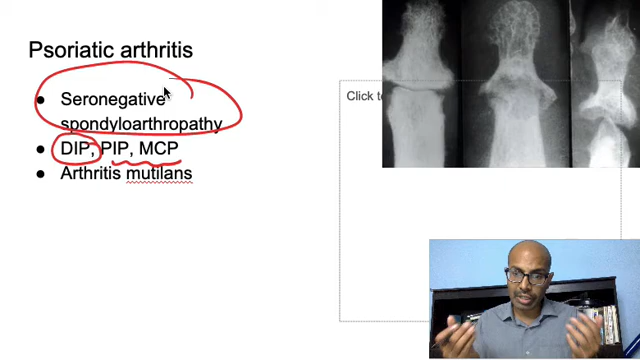 Psoriatic arthritis
● Seronegative
spondyloarthropathy
● DIP, PIP, MCP
● Arthritis mutilans
Click to